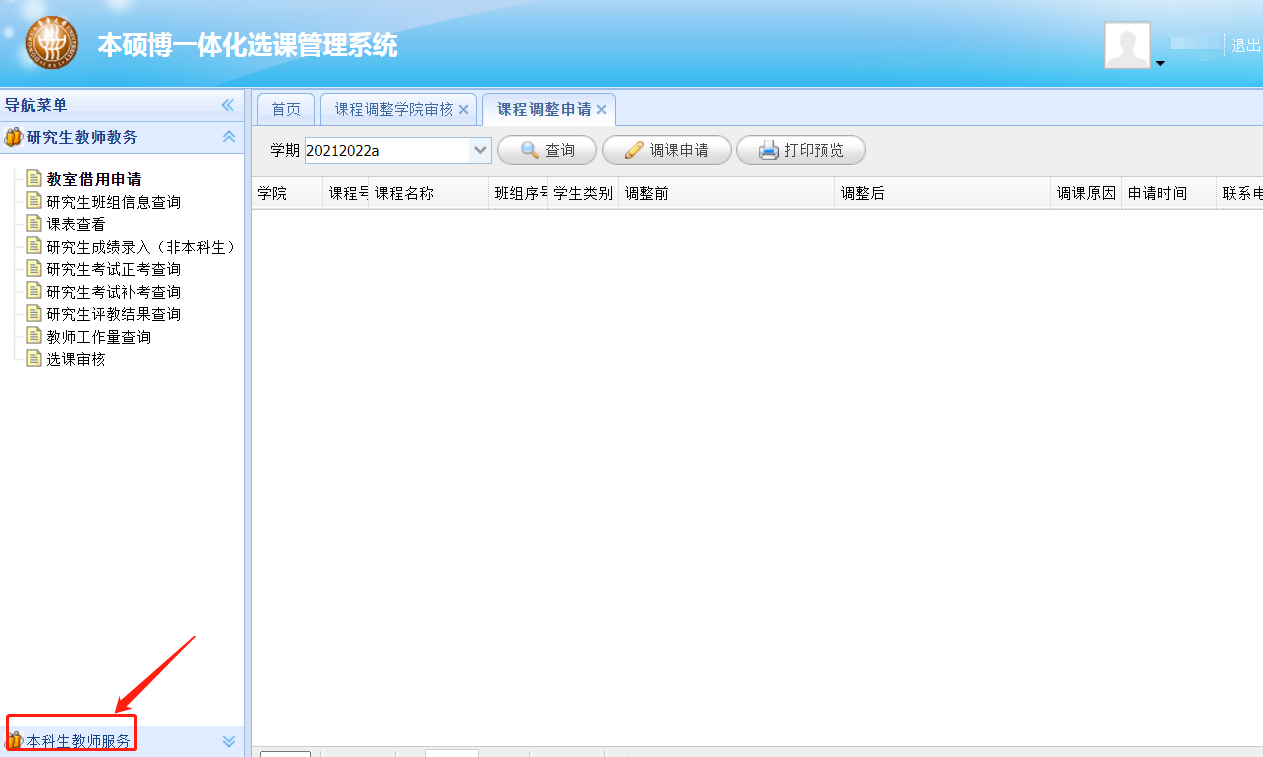 本硕博一体化选课管理系统
退出
导航菜单
研究生教师教务
教室借用申请
研究生班组信息查询
课表查看
研究生成绩录入（非本科生）
研究生考试正考查询
研究生考试补考查询
研究生评教结果查询
教师工作量查询
选课审核
本科生教师服务
首页 课程调整学院审核 课程调整申请
学期 20212022a 查询 调课申请 打印预览
学院 课程号 课程名称 班组序号 学生类别 调整前 调整后 调课原因 申请时间 联系电